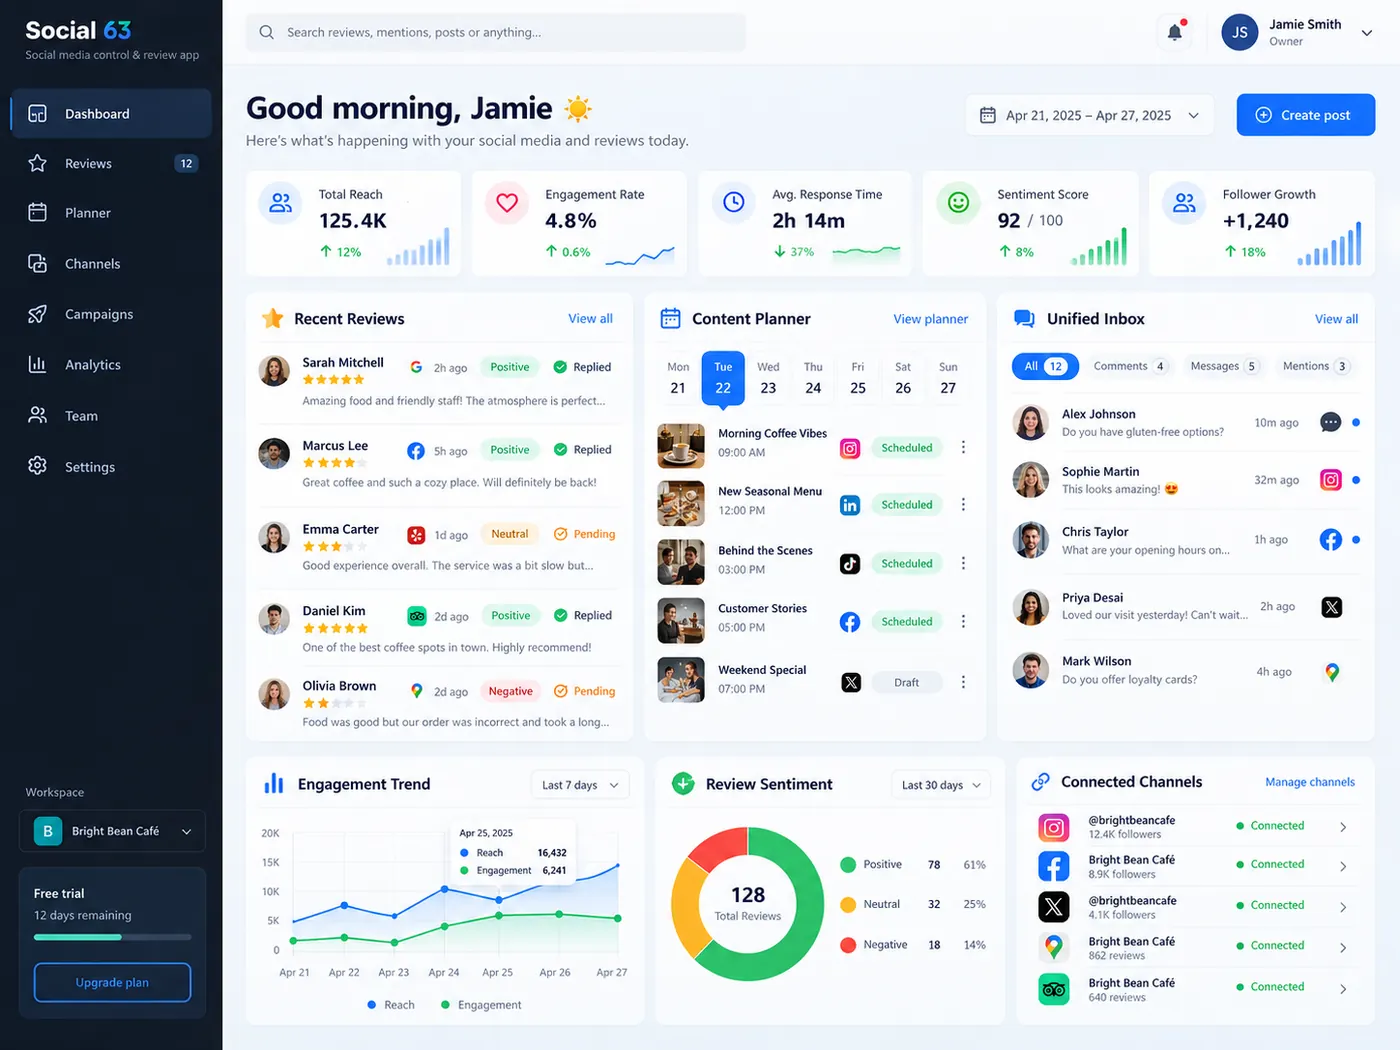 Social 63
Social media control & review app
Dashboard
Reviews 12
Planner
Channels
Campaigns
Analytics
Team
Settings
Workspace
B Bright Bean Café
Free trial
12 days remaining
Upgrade plan
Search reviews, mentions, posts or anything...
JS
Jamie Smith
Owner
Good morning, Jamie
Here's what's happening with your social media and reviews today.
Apr 21, 2025 – Apr 27, 2025
Create post
Total Reach
125.4K
12%
Engagement Rate
4.8%
0.6%
Avg. Response Time
2h 14m
37%
Sentiment Score
92 / 100
8%
Follower Growth
+1,240
18%
Recent Reviews
View all
Sarah Mitchell
2h ago
Positive
Replied
Amazing food and friendly staff! The atmosphere is perfect...
Marcus Lee
5h ago
Positive
Replied
Great coffee and such a cozy place. Will definitely be back!
Emma Carter
1d ago
Neutral
Pending
Good experience overall. The service was a bit slow but...
Daniel Kim
2d ago
Positive
Replied
One of the best coffee spots in town. Highly recommend!
Olivia Brown
2d ago
Negative
Pending
Food was good but our order was incorrect and took a long...
Content Planner
View planner
Mon Tue Wed Thu Fri Sat Sun
21 22 23 24 25 26 27
Morning Coffee Vibes
09:00 AM
Scheduled
New Seasonal Menu
12:00 PM
Scheduled
Behind the Scenes
03:00 PM
Scheduled
Customer Stories
05:00 PM
Scheduled
Weekend Special
07:00 PM
Draft
Unified Inbox
View all
All 12
Comments 4
Messages 5
Mentions 3
Alex Johnson
Do you have gluten-free options?
10m ago
Sophie Martin
This looks amazing! 😍
32m ago
Chris Taylor
What are your opening hours on...
1h ago
Priya Desai
Loved our visit yesterday! Can't wait...
2h ago
Mark Wilson
Do you offer loyalty cards?
4h ago
Engagement Trend
Last 7 days
20K
15K
10K
5K
0
Apr 25, 2025
Reach 16,432
Engagement 6,241
Apr 21 Apr 22 Apr 23 Apr 24 Apr 25 Apr 26 Apr 27
Reach Engagement
Review Sentiment
Last 30 days
128
Total Reviews
Positive 78 61%
Neutral 32 25%
Negative 18 14%
Connected Channels
Manage channels
@brightbeancafe
12.4K followers
Connected
Bright Bean Café
8.9K followers
Connected
@brightbeancafe
4.1K followers
Connected
Bright Bean Café
862 reviews
Connected
Bright Bean Café
640 reviews
Connected